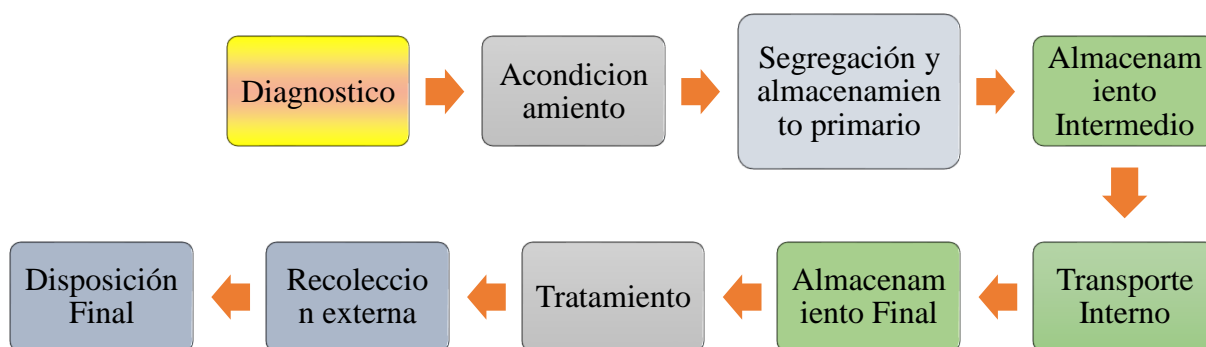 Diagnostico
Acondicion
amiento
Segregación y
almacenamien
to primario
Almacenam
iento
Intermedio
Transporte
Interno
Almacenam
iento Final
Tratamiento
Recoleccio
n externa
Disposición
Final